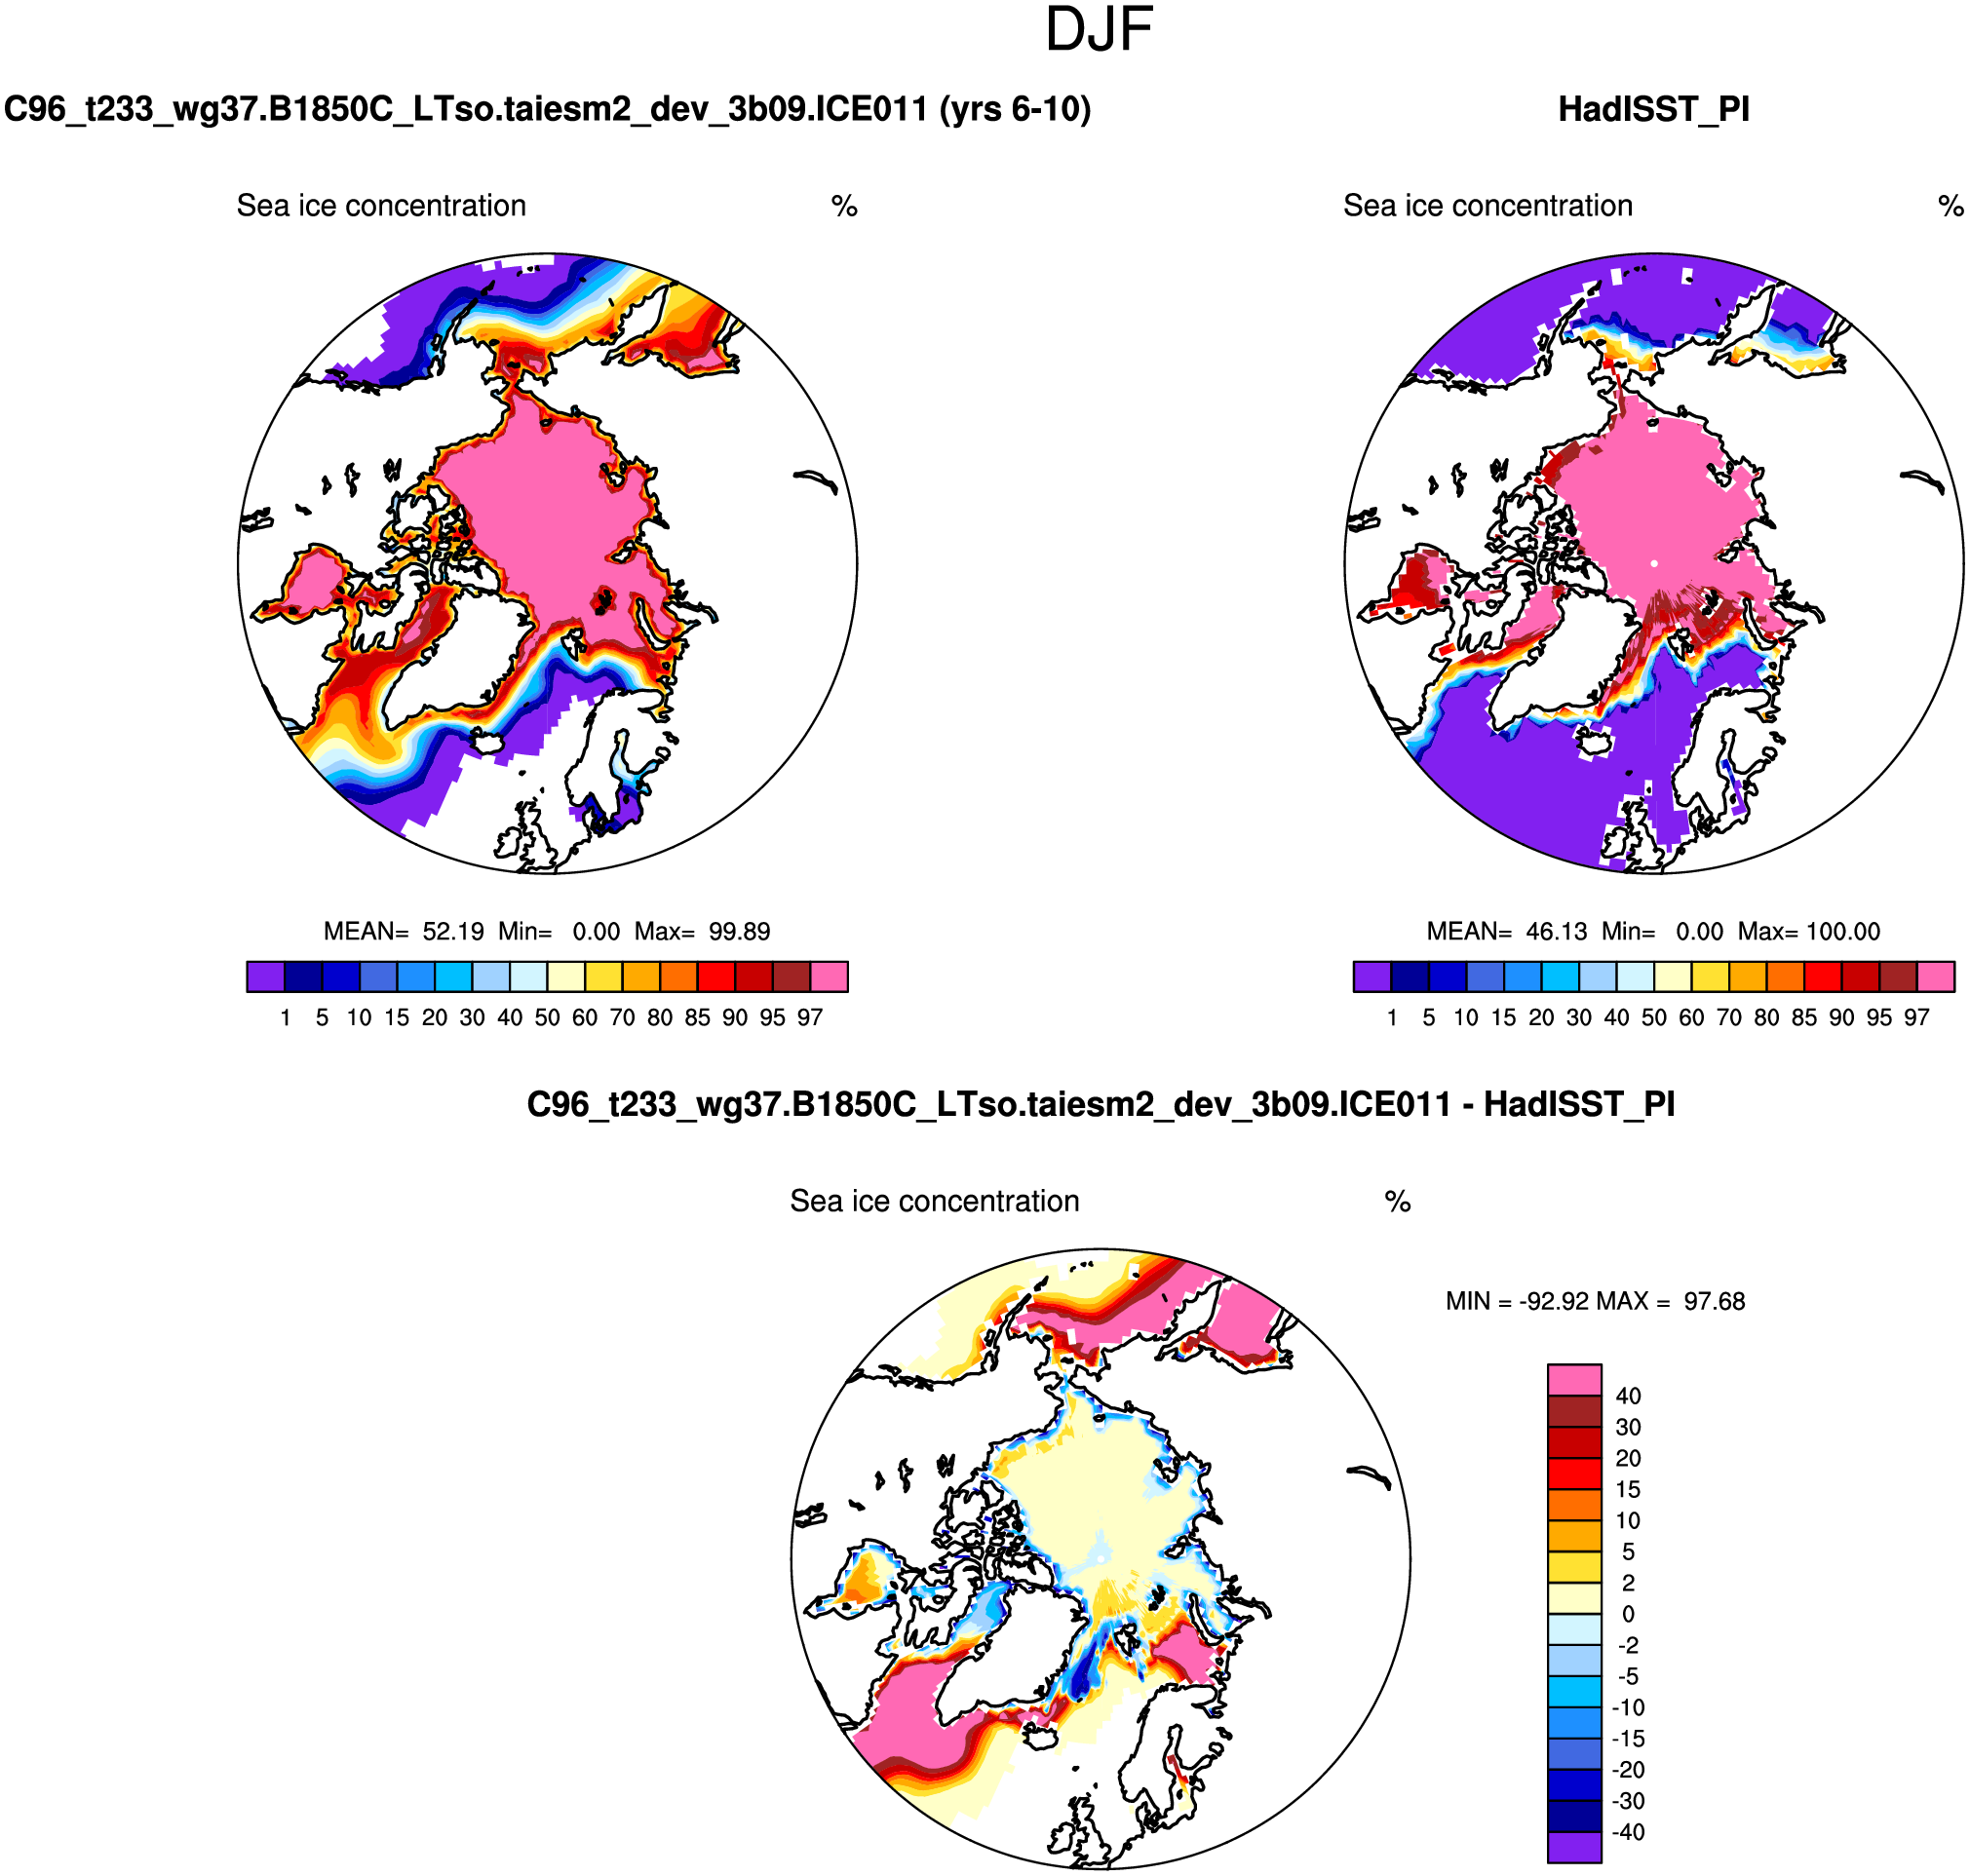 DJF
C96_t233_wg37.B1850C_LTso.taiesm2_dev_3b09.ICE011 (yrs 6-10)
HadISST_PI
Sea ice concentration %
Sea ice concentration %
MEAN= 52.19 Min= 0.00 Max= 99.89
MEAN= 46.13 Min= 0.00 Max= 100.00
1 5 10 15 20 30 40 50 60 70 80 85 90 95 97
1 5 10 15 20 30 40 50 60 70 80 85 90 95 97
C96_t233_wg37.B1850C_LTso.taiesm2_dev_3b09.ICE011 - HadISST_PI
Sea ice concentration %
MIN = -92.92 MAX = 97.68
40
30
20
15
10
5
2
0
-2
-5
-10
-15
-20
-30
-40